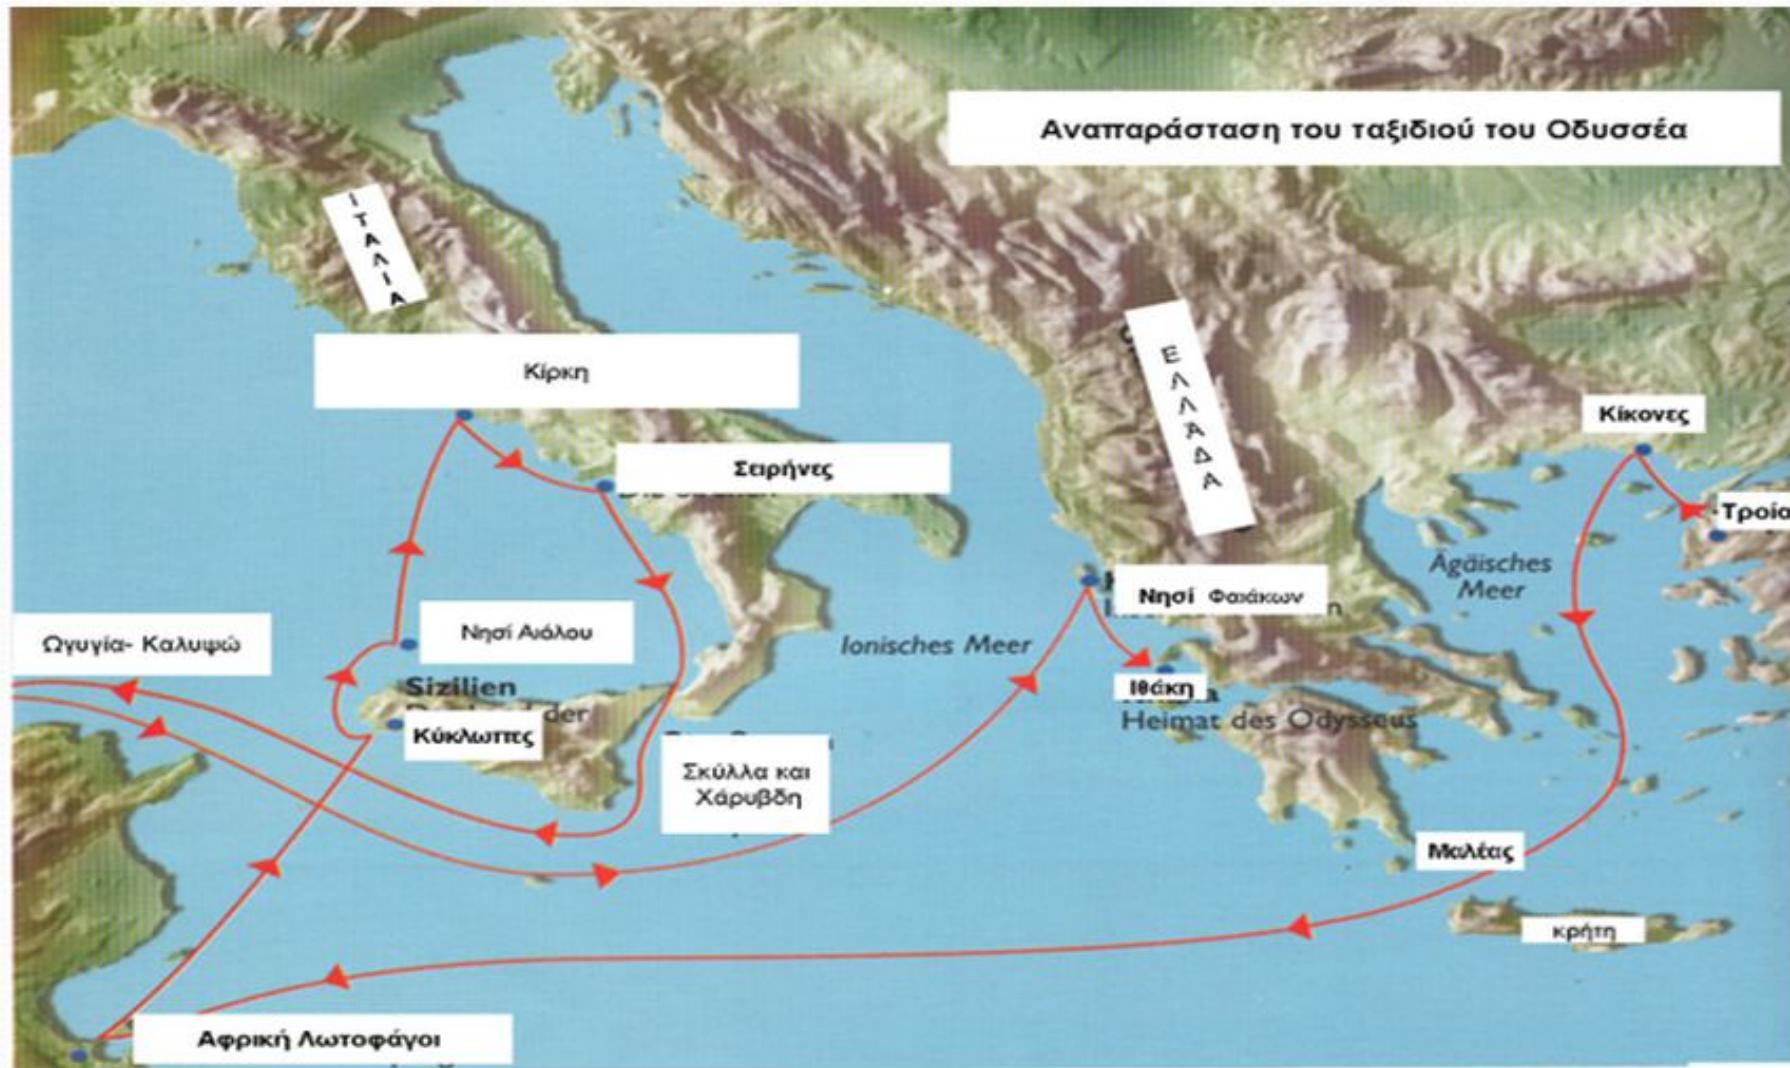 Αναπαράσταση του ταξιδιού του Οδυσσέα
ΙΤΑΛΙΑ
Κίρκη
ΕΛΛΑΔΑ
Κίκονες
Σειρήνες
Τροία
Ägäisches
Meer
Νησί Φαιάκων
Νησί Αιόλου
Ωγυγία- Καλυψώ
Ionisches Meer
Sizilien
der
Ιθάκη
Heimat des Odysseus
Κύκλωπες
Σκύλλα και
Χάρυβδη
Μαλέας
κρήτη
Αφρική Λωτοφάγοι